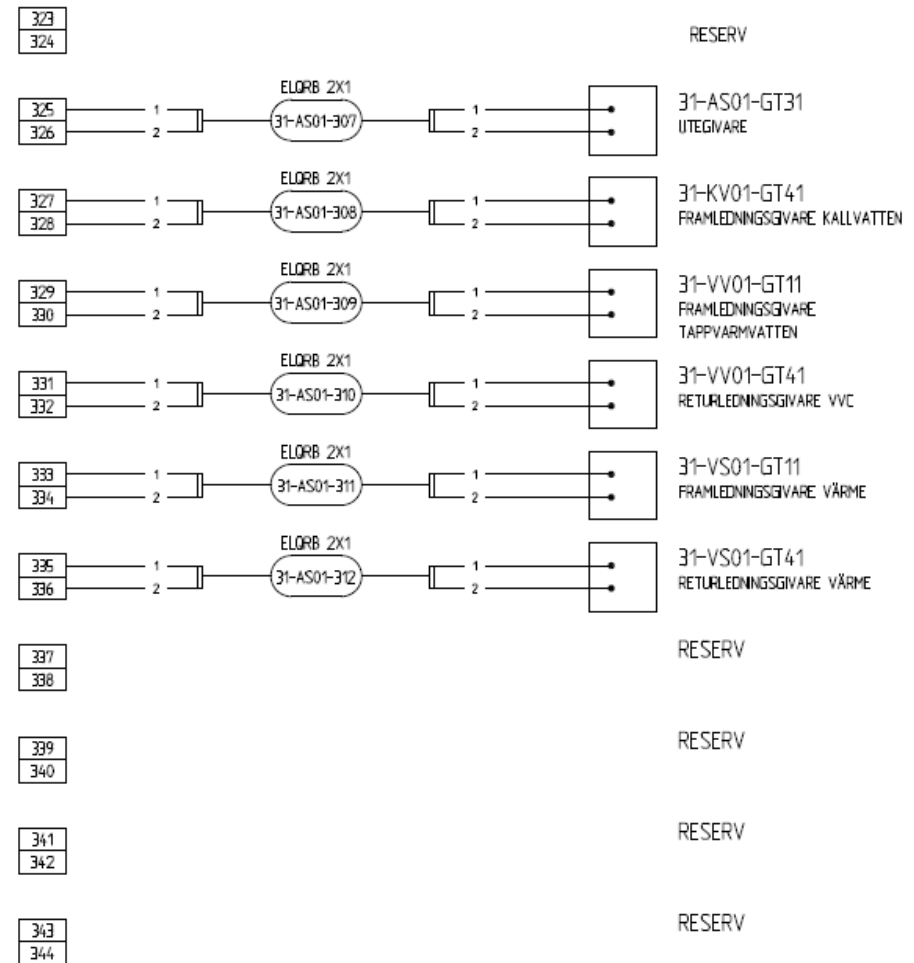 323
324
RESERV
ELQRB 2X1
325
1
31-AS01-307
1
31-AS01-GT31
326
2
2
UTEGIVARE
ELQRB 2X1
327
1
31-AS01-308
1
31-KV01-GT41
328
2
2
FRAMLEDNINGSGIVARE KALLVATTEN
ELQRB 2X1
329
1
31-AS01-309
1
31-VV01-GT11
330
2
2
FRAMLEDNINGSGIVARE
TAPPVARMVATTEN
ELQRB 2X1
331
1
31-AS01-310
1
31-VV01-GT41
332
2
2
RETURLEDNINGSGIVARE VVC
ELQRB 2X1
333
1
31-AS01-311
1
31-VS01-GT11
334
2
2
FRAMLEDNINGSGIVARE VÄRME
ELQRB 2X1
335
1
31-AS01-312
1
31-VS01-GT41
336
2
2
RETURLEDNINGSGIVARE VÄRME
337
338
RESERV
339
340
RESERV
341
342
RESERV
343
344
RESERV